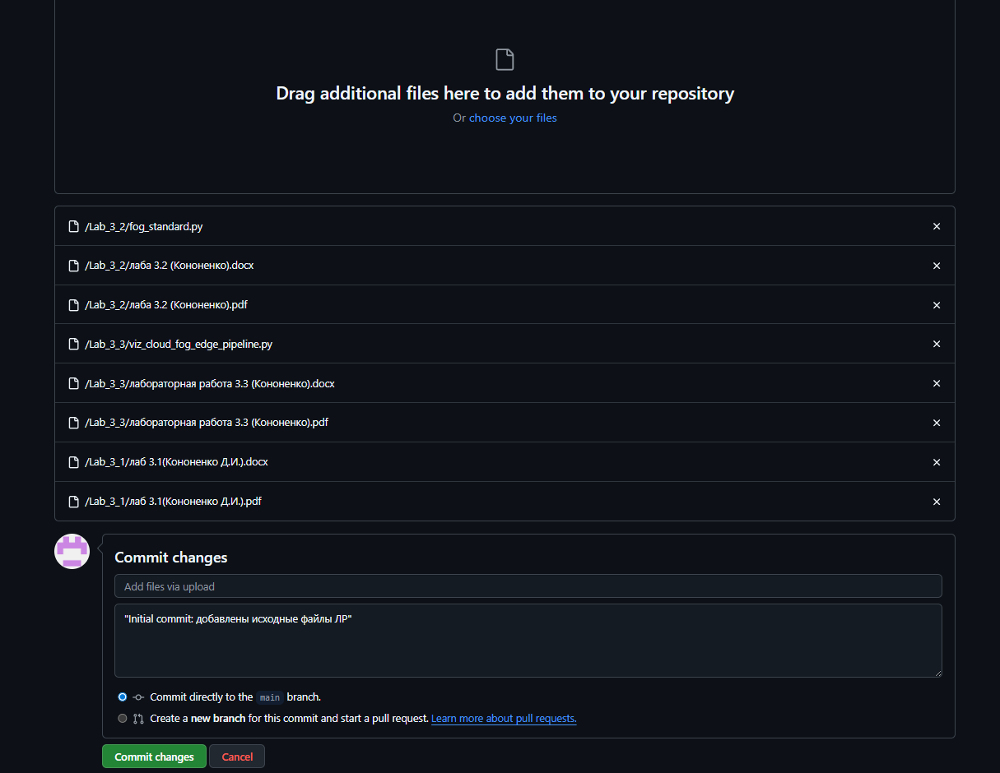 Drag additional files here to add them to your repository
Or choose your files
/Lab_3_2/fog_standard.py
/Lab_3_2/лаба 3.2 (Кононенко).docx
/Lab_3_2/лаба 3.2 (Кононенко).pdf
/Lab_3_3/viz_cloud_fog_edge_pipeline.py
/Lab_3_3/лабораторная работа 3.3 (Кононенко).docx
/Lab_3_3/лабораторная работа 3.3 (Кононенко).pdf
/Lab_3_1/лаб 3.1(Кононенко Д.И.).docx
/Lab_3_1/лаб 3.1(Кононенко Д.И.).pdf
Commit changes
Add files via upload
"Initial commit: добавлены исходные файлы ЛР"
Commit directly to the main branch.
Create a new branch for this commit and start a pull request. Learn more about pull requests.
Commit changes Cancel